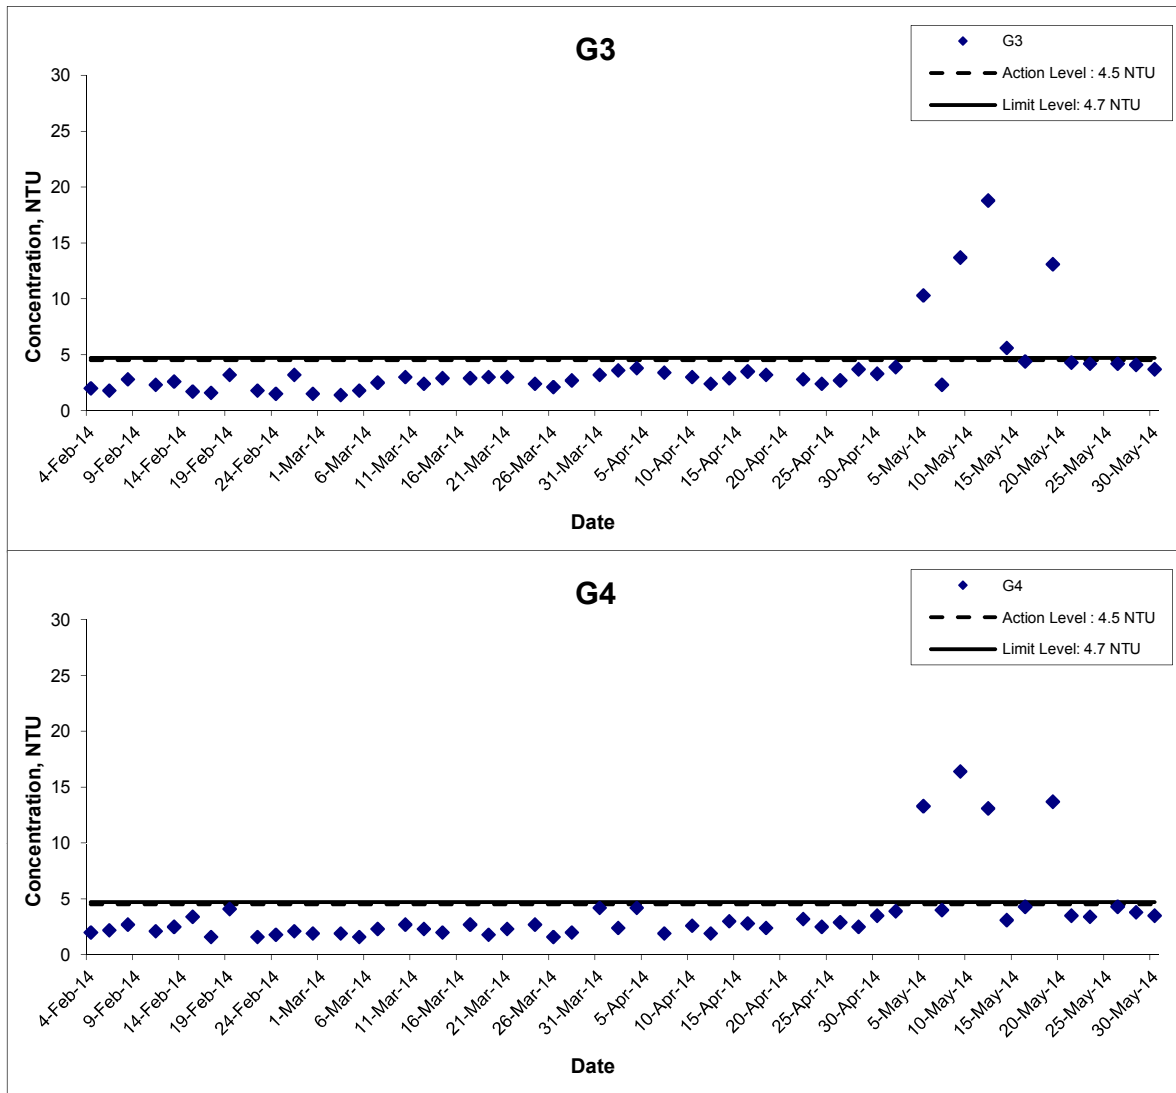 G3
G3
Action Level : 4.5 NTU
Limit Level: 4.7 NTU
Concentration, NTU
30
25
20
15
10
5
0
4-Feb-14
9-Feb-14
14-Feb-14
19-Feb-14
24-Feb-14
1-Mar-14
6-Mar-14
11-Mar-14
16-Mar-14
21-Mar-14
26-Mar-14
31-Mar-14
5-Apr-14
10-Apr-14
15-Apr-14
20-Apr-14
25-Apr-14
30-Apr-14
5-May-14
10-May-14
15-May-14
20-May-14
25-May-14
30-May-14
Date
G4
G4
Action Level : 4.5 NTU
Limit Level: 4.7 NTU
Concentration, NTU
30
25
20
15
10
5
0
4-Feb-14
9-Feb-14
14-Feb-14
19-Feb-14
24-Feb-14
1-Mar-14
6-Mar-14
11-Mar-14
16-Mar-14
21-Mar-14
26-Mar-14
31-Mar-14
5-Apr-14
10-Apr-14
15-Apr-14
20-Apr-14
25-Apr-14
30-Apr-14
5-May-14
10-May-14
15-May-14
20-May-14
25-May-14
30-May-14
Date